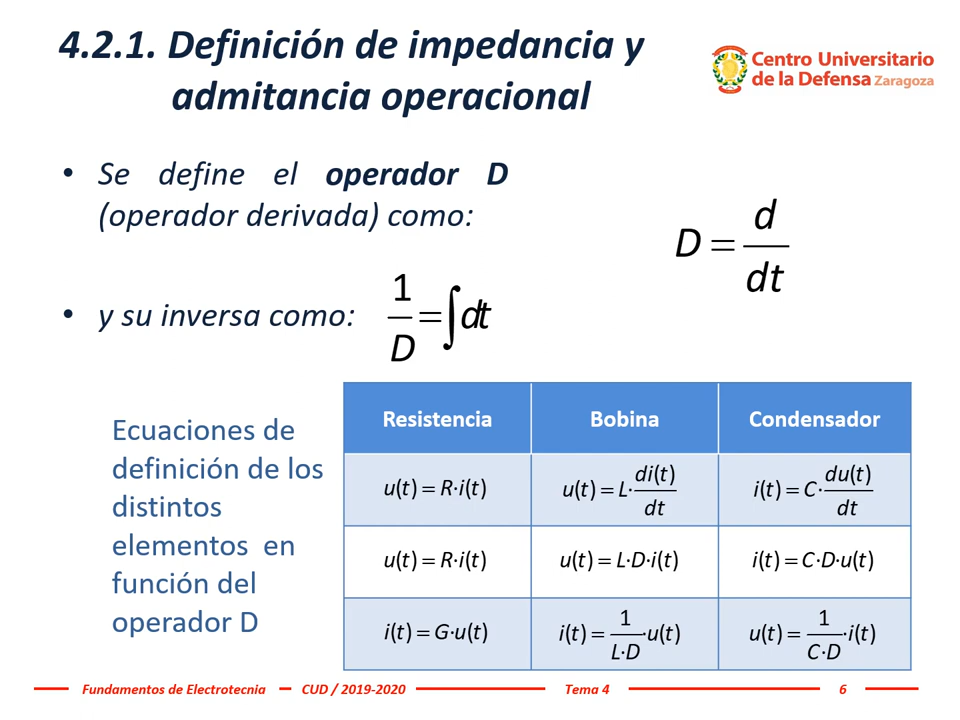 4.2.1. Definición de impedancia y
admitancia operacional
Centro Universitario
de la Defensa Zaragoza
• Se define el operador D
(operador derivada) como:
D = d/dt
• y su inversa como: 1/D = ∫dt
Ecuaciones de
definición de los
distintos
elementos en
función del
operador D
Resistencia Bobina Condensador
u(t) = R·i(t) u(t) = L·di(t)/dt i(t) = C·du(t)/dt
u(t) = R·i(t) u(t) = L·D·i(t) i(t) = C·D·u(t)
i(t) = G·u(t) i(t) = 1/L·D·u(t) u(t) = 1/C·D·i(t)
Fundamentos de Electrotecnia CUD / 2019-2020 Tema 4 6